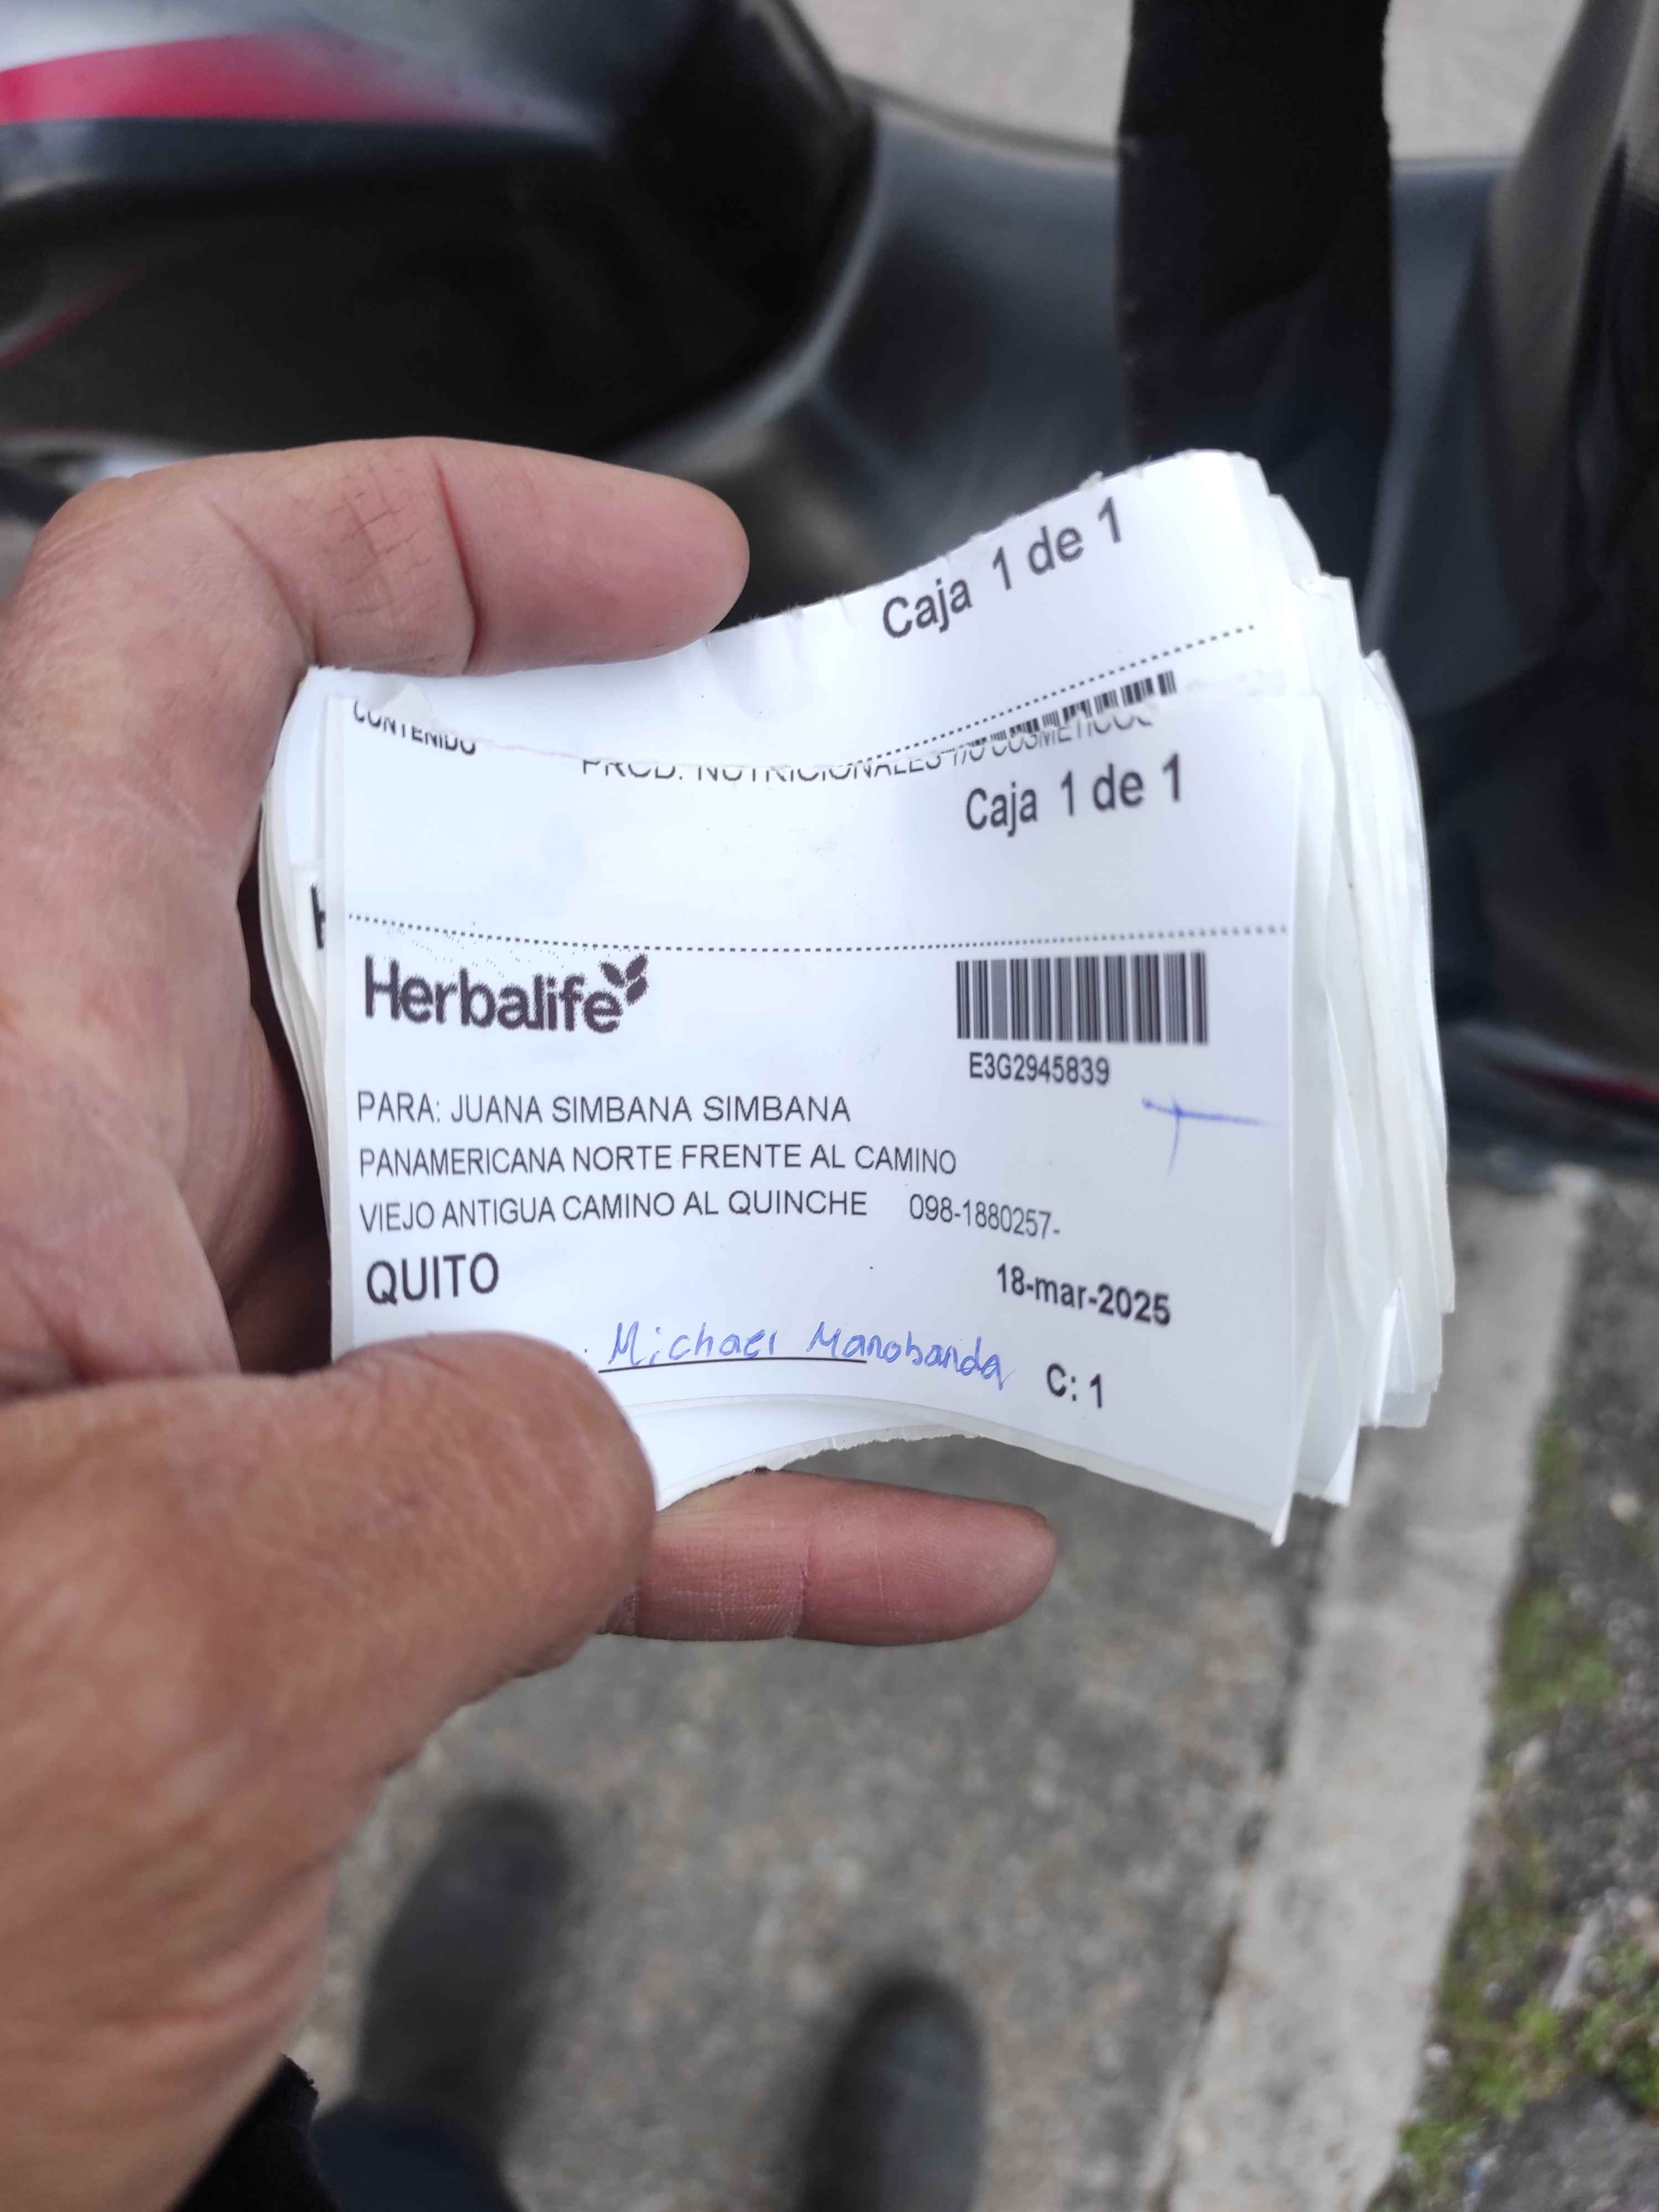 Caja 1 de 1
CONTENIDO
PROD. NUTRICIONALES Y/O COSMETICOS
Caja 1 de 1
Herbalife
E3G2945839
PARA: JUANA SIMBANA SIMBANA
PANAMERICANA NORTE FRENTE AL CAMINO
VIEJO ANTIGUA CAMINO AL QUINCHE 098-1880257-
QUITO
18-mar-2025
Michael Manobanda
C: 1